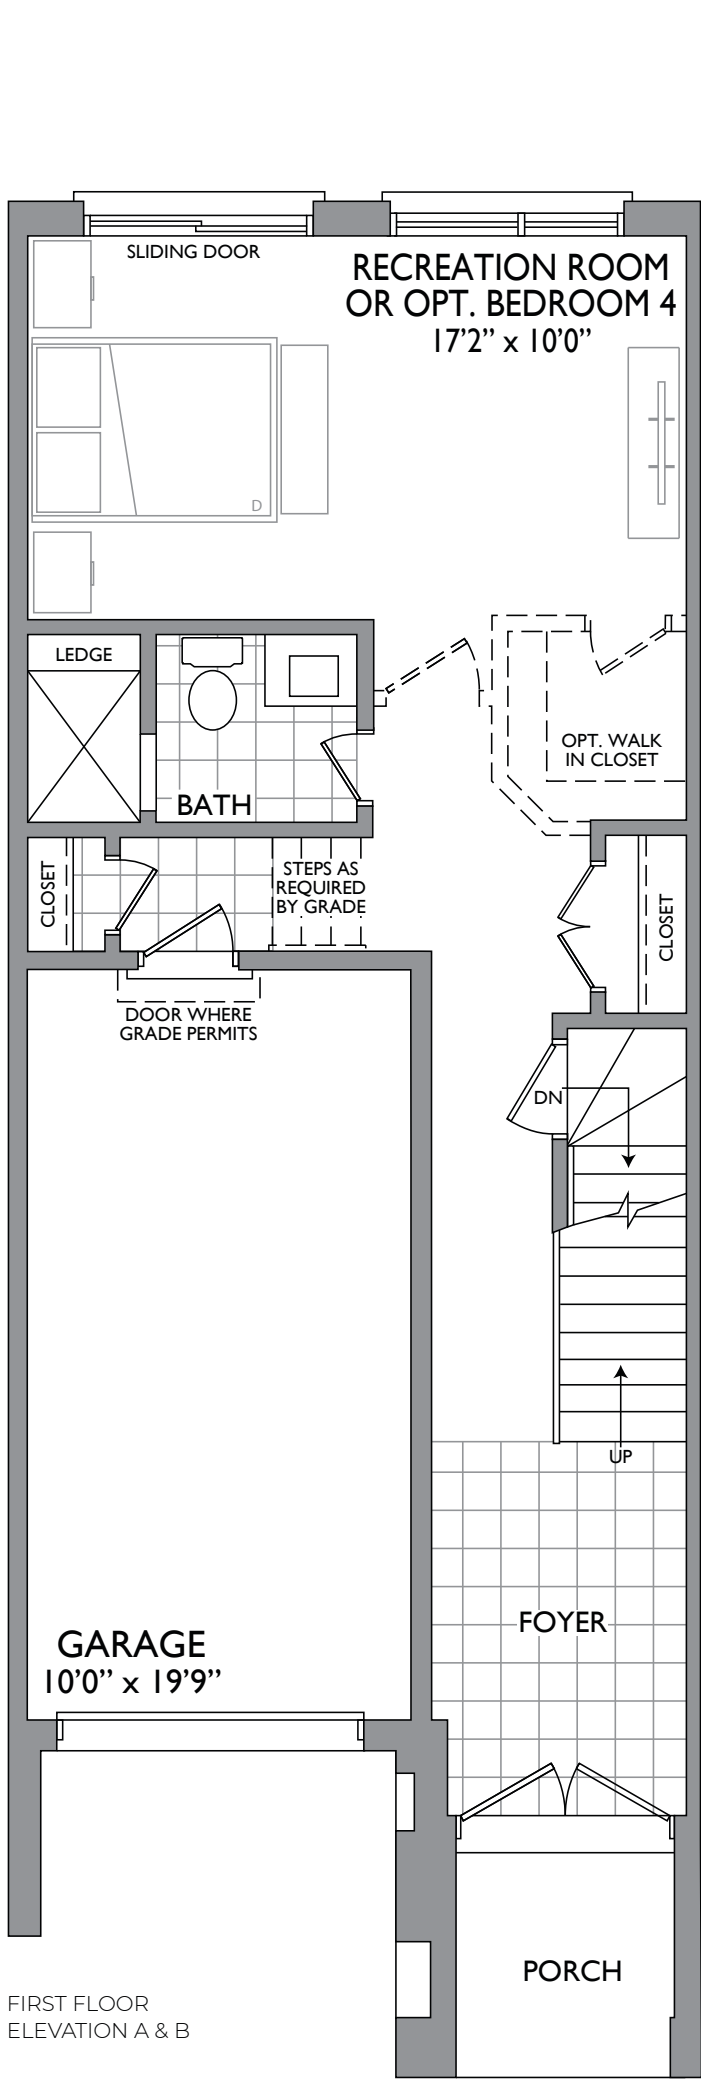 SLIDING DOOR
RECREATION ROOM
OR OPT. BEDROOM 4
17'2” x 10'0”
D
LEDGE
OPT. WALK
IN CLOSET
BATH
CLOSET
STEPS AS
REQUIRED
BY GRADE
CLOSET
DOOR WHERE
GRADE PERMITS
DN
UP
FOYER
GARAGE
10'0” x 19'9”
PORCH
FIRST FLOOR
ELEVATION A & B